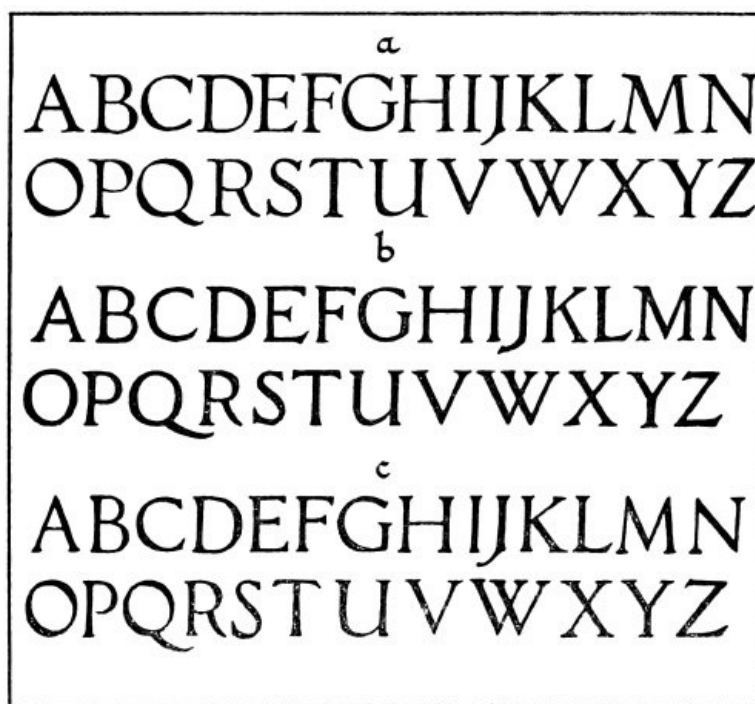 a
ABCDEFGHIJKLMN
OPQRSTUVWXYZ
b
ABCDEFGHIJKLMN
OPQRSTUVWXYZ
c
ABCDEFGHIJKLMN
OPQRSTUVWXYZ